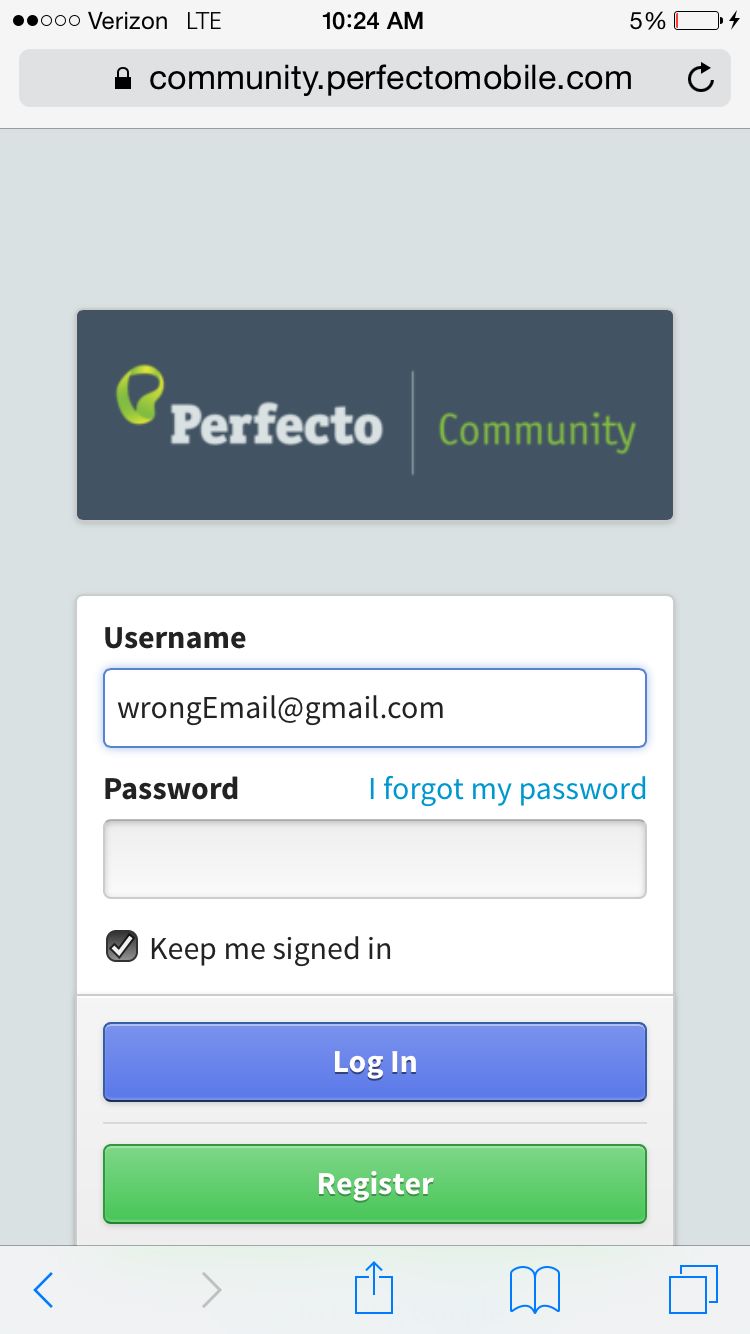 Verizon LTE 10:24 AM 5%
community.perfectomobile.com
Perfecto Community
Username
wrongEmail@gmail.com
Password I forgot my password
Keep me signed in
Log In
Register